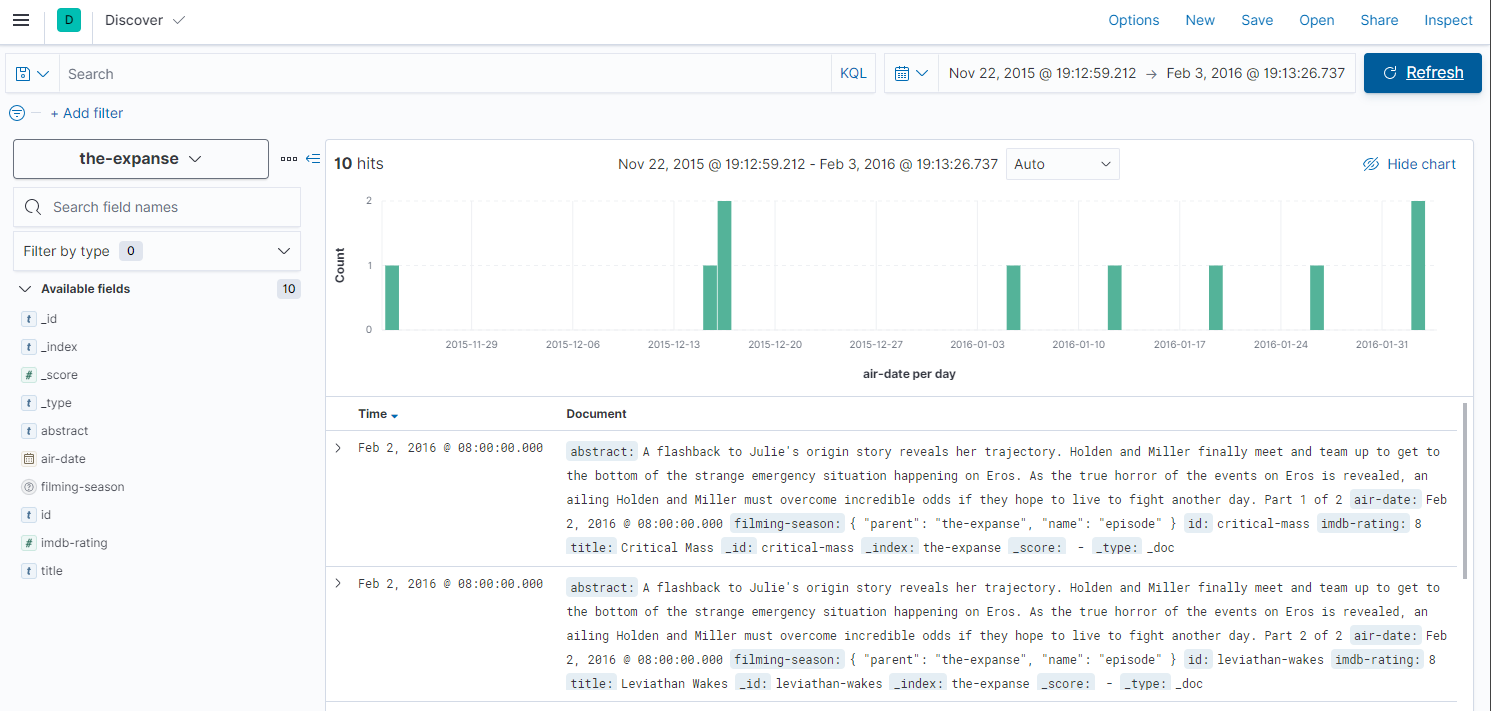 D Discover Options New Save Open Share Inspect
Search KQL Nov 22, 2015 @ 19:12:59.212 → Feb 3, 2016 @ 19:13:26.737 Refresh
+ Add filter
the-expanse
10 hits Nov 22, 2015 @ 19:12:59.212 - Feb 3, 2016 @ 19:13:26.737 Auto Hide chart
Search field names
Filter by type 0
Available fields 10
t _id
t _index
# _score
t _type
t abstract
air-date
? filming-season
t id
# imdb-rating
t title
Count
2
1
0
2015-11-29 2015-12-06 2015-12-13 2015-12-20 2015-12-27 2016-01-03 2016-01-10 2016-01-17 2016-01-24 2016-01-31
air-date per day
Time Document
Feb 2, 2016 @ 08:00:00.000 abstract: A flashback to Julie's origin story reveals her trajectory. Holden and Miller finally meet and team up to get to
the bottom of the strange emergency situation happening on Eros. As the true horror of the events on Eros is revealed, an
ailing Holden and Miller must overcome incredible odds if they hope to live to fight another day. Part 1 of 2 air-date: Feb
2, 2016 @ 08:00:00.000 filming-season: { "parent": "the-expanse", "name": "episode" } id: critical-mass imdb-rating: 8
title: Critical Mass _id: critical-mass _index: the-expanse _score: - _type: _doc
Feb 2, 2016 @ 08:00:00.000 abstract: A flashback to Julie's origin story reveals her trajectory. Holden and Miller finally meet and team up to get to
the bottom of the strange emergency situation happening on Eros. As the true horror of the events on Eros is revealed, an
ailing Holden and Miller must overcome incredible odds if they hope to live to fight another day. Part 2 of 2 air-date: Feb
2, 2016 @ 08:00:00.000 filming-season: { "parent": "the-expanse", "name": "episode" } id: leviathan-wakes imdb-rating: 8
title: Leviathan Wakes _id: leviathan-wakes _index: the-expanse _score: - _type: _doc